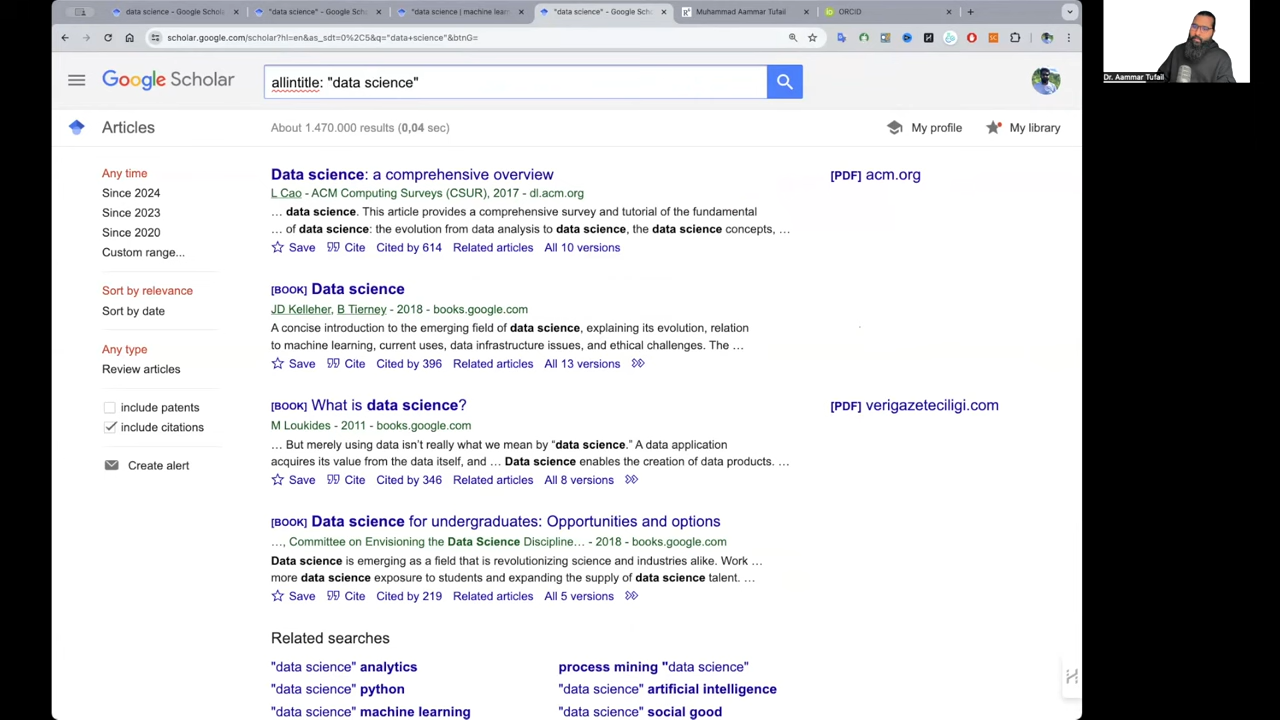 data science - Google Schola
"data science" - Google Schol
"data science | machine learn
"data science" - Google Schol
Muhammad Aammar Tufail
ORCID
scholar.google.com/scholar?hl=en&as_sdt=0%2C5&q="data+science"&btnG=
Dr. Aammar Tufail
Google Scholar
allintitle: "data science"
Articles
About 1.470.000 results (0,04 sec)
My profile
My library
Any time
Since 2024
Since 2023
Since 2020
Custom range...
Sort by relevance
Sort by date
Any type
Review articles
include patents
include citations
Create alert
Data science: a comprehensive overview
[PDF] acm.org
L Cao - ACM Computing Surveys (CSUR), 2017 - dl.acm.org
… data science. This article provides a comprehensive survey and tutorial of the fundamental
… of data science: the evolution from data analysis to data science, the data science concepts, …
Save Cite Cited by 614 Related articles All 10 versions
[BOOK] Data science
JD Kelleher, B Tierney - 2018 - books.google.com
A concise introduction to the emerging field of data science, explaining its evolution, relation
to machine learning, current uses, data infrastructure issues, and ethical challenges. The …
Save Cite Cited by 396 Related articles All 13 versions
[BOOK] What is data science?
[PDF] verigazeteciligi.com
M Loukides - 2011 - books.google.com
… But merely using data isn't really what we mean by “data science.” A data application
acquires its value from the data itself, and … Data science enables the creation of data products. …
Save Cite Cited by 346 Related articles All 8 versions
[BOOK] Data science for undergraduates: Opportunities and options
…, Committee on Envisioning the Data Science Discipline… - 2018 - books.google.com
Data science is emerging as a field that is revolutionizing science and industries alike. Work …
more data science exposure to students and expanding the supply of data science talent. …
Save Cite Cited by 219 Related articles All 5 versions
Related searches
"data science" analytics
process mining "data science"
"data science" python
"data science" artificial intelligence
"data science" machine learning
"data science" social good